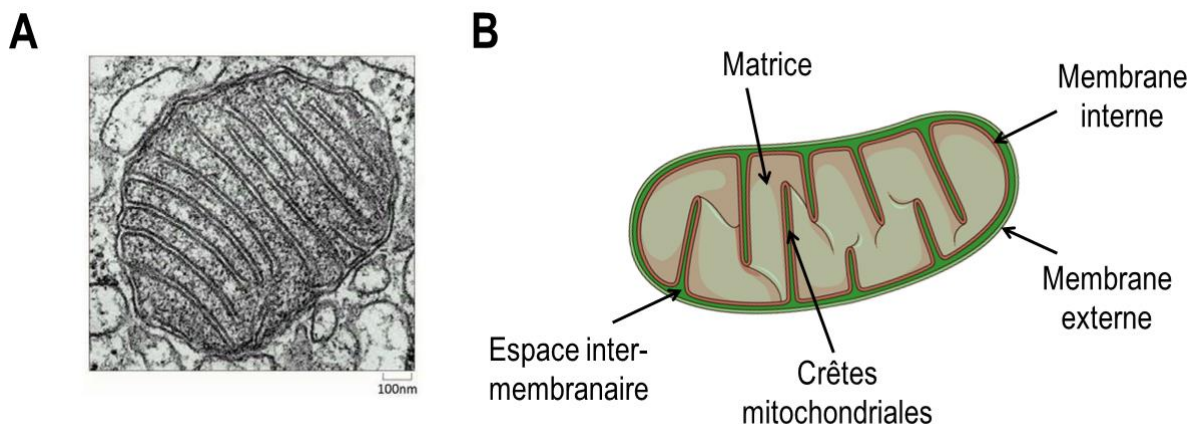 A
B
Matrice
Membrane
interne
Membrane
externe
Espace inter-
membranaire
Crêtes
mitochondriales
100nm